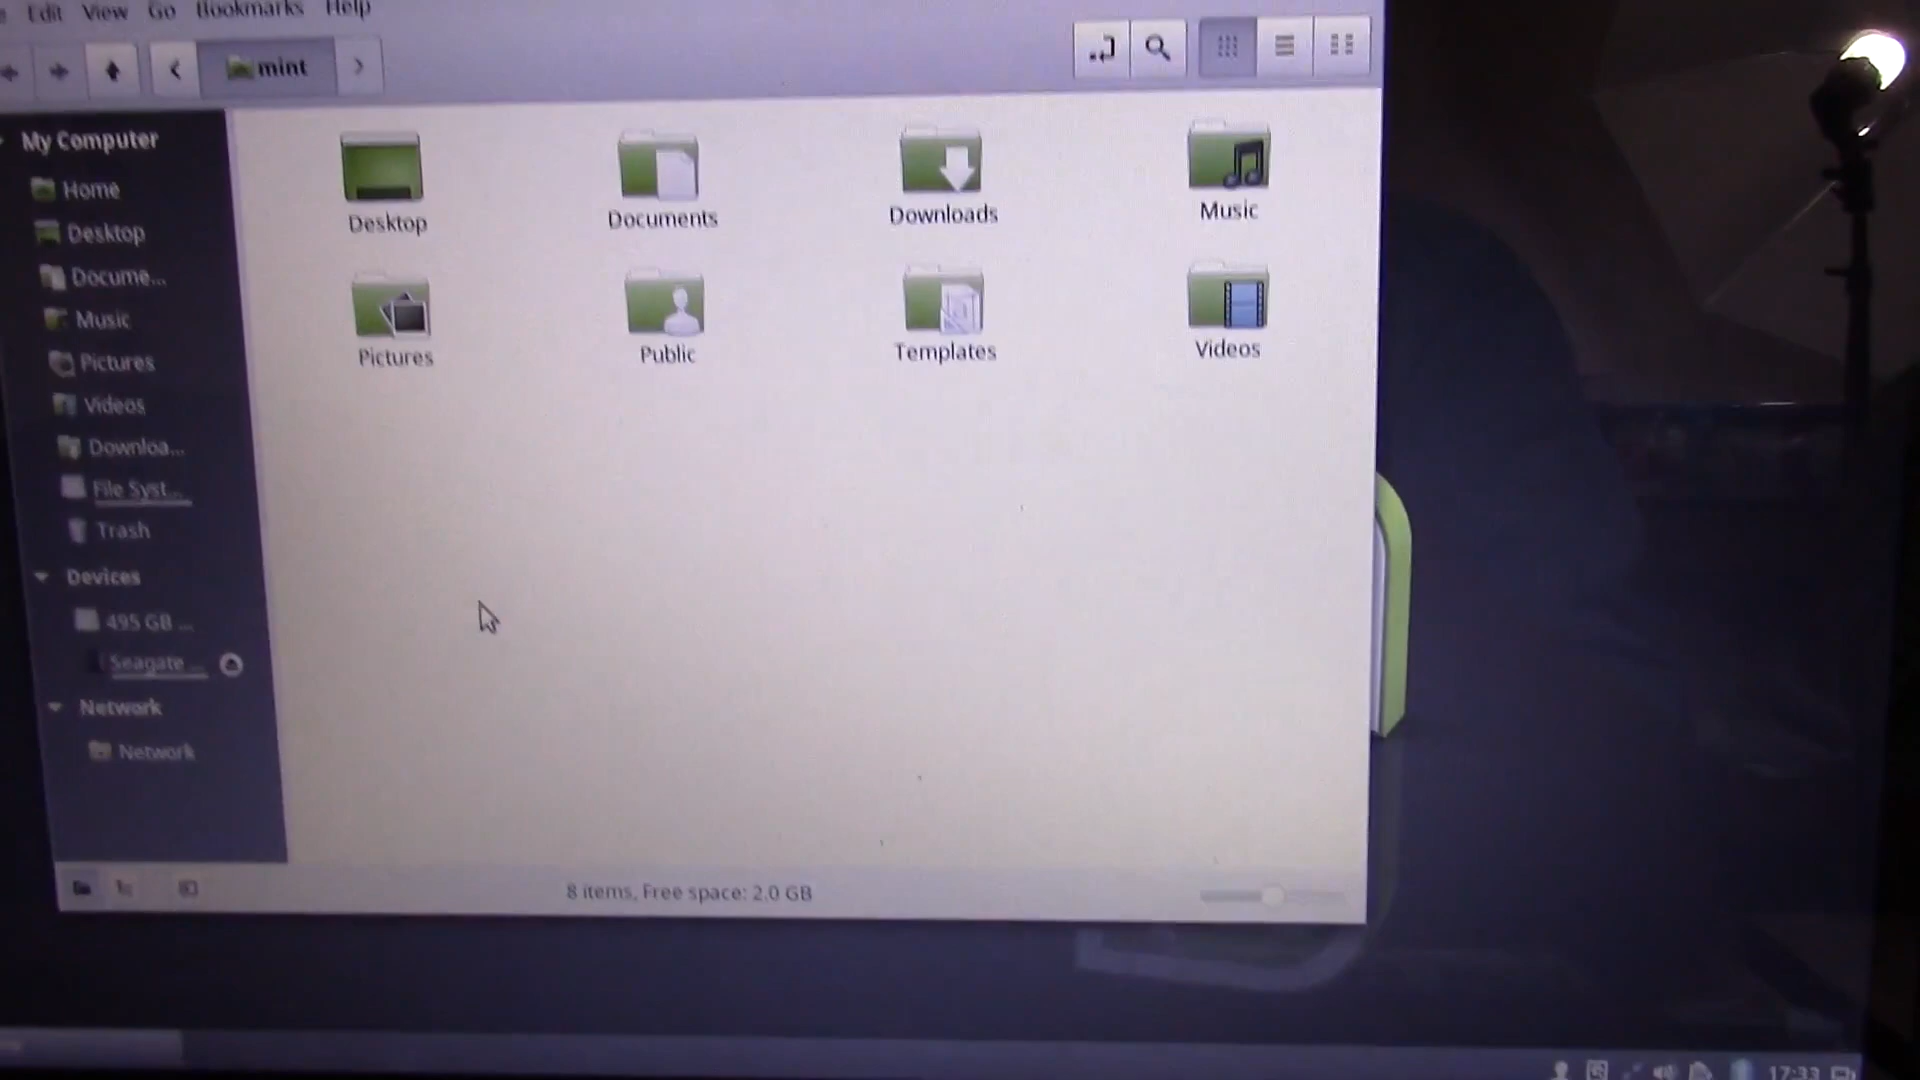 Edit View Go Bookmarks Help
mint
My Computer
Home
Desktop
Docume...
Music
Pictures
Videos
Downloa...
File Syst...
Trash
Devices
495 GB ...
Seagate ...
Network
Network
Desktop
Documents
Downloads
Music
Pictures
Public
Templates
Videos
8 items, Free space: 2.0 GB
17:33